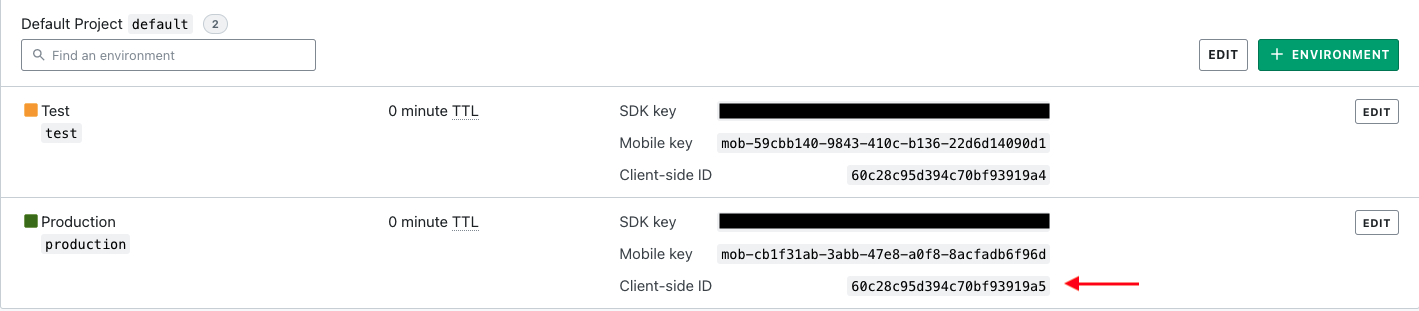 Default Project default 2
Find an environment
EDIT
+ ENVIRONMENT
Test
test
0 minute TTL
SDK key
Mobile key mob-59cbb140-9843-410c-b136-22d6d14090d1
Client-side ID 60c28c95d394c70bf93919a4
EDIT
Production
production
0 minute TTL
SDK key
Mobile key mob-cb1f31ab-3abb-47e8-a0f8-8acfadb6f96d
Client-side ID 60c28c95d394c70bf93919a5
EDIT